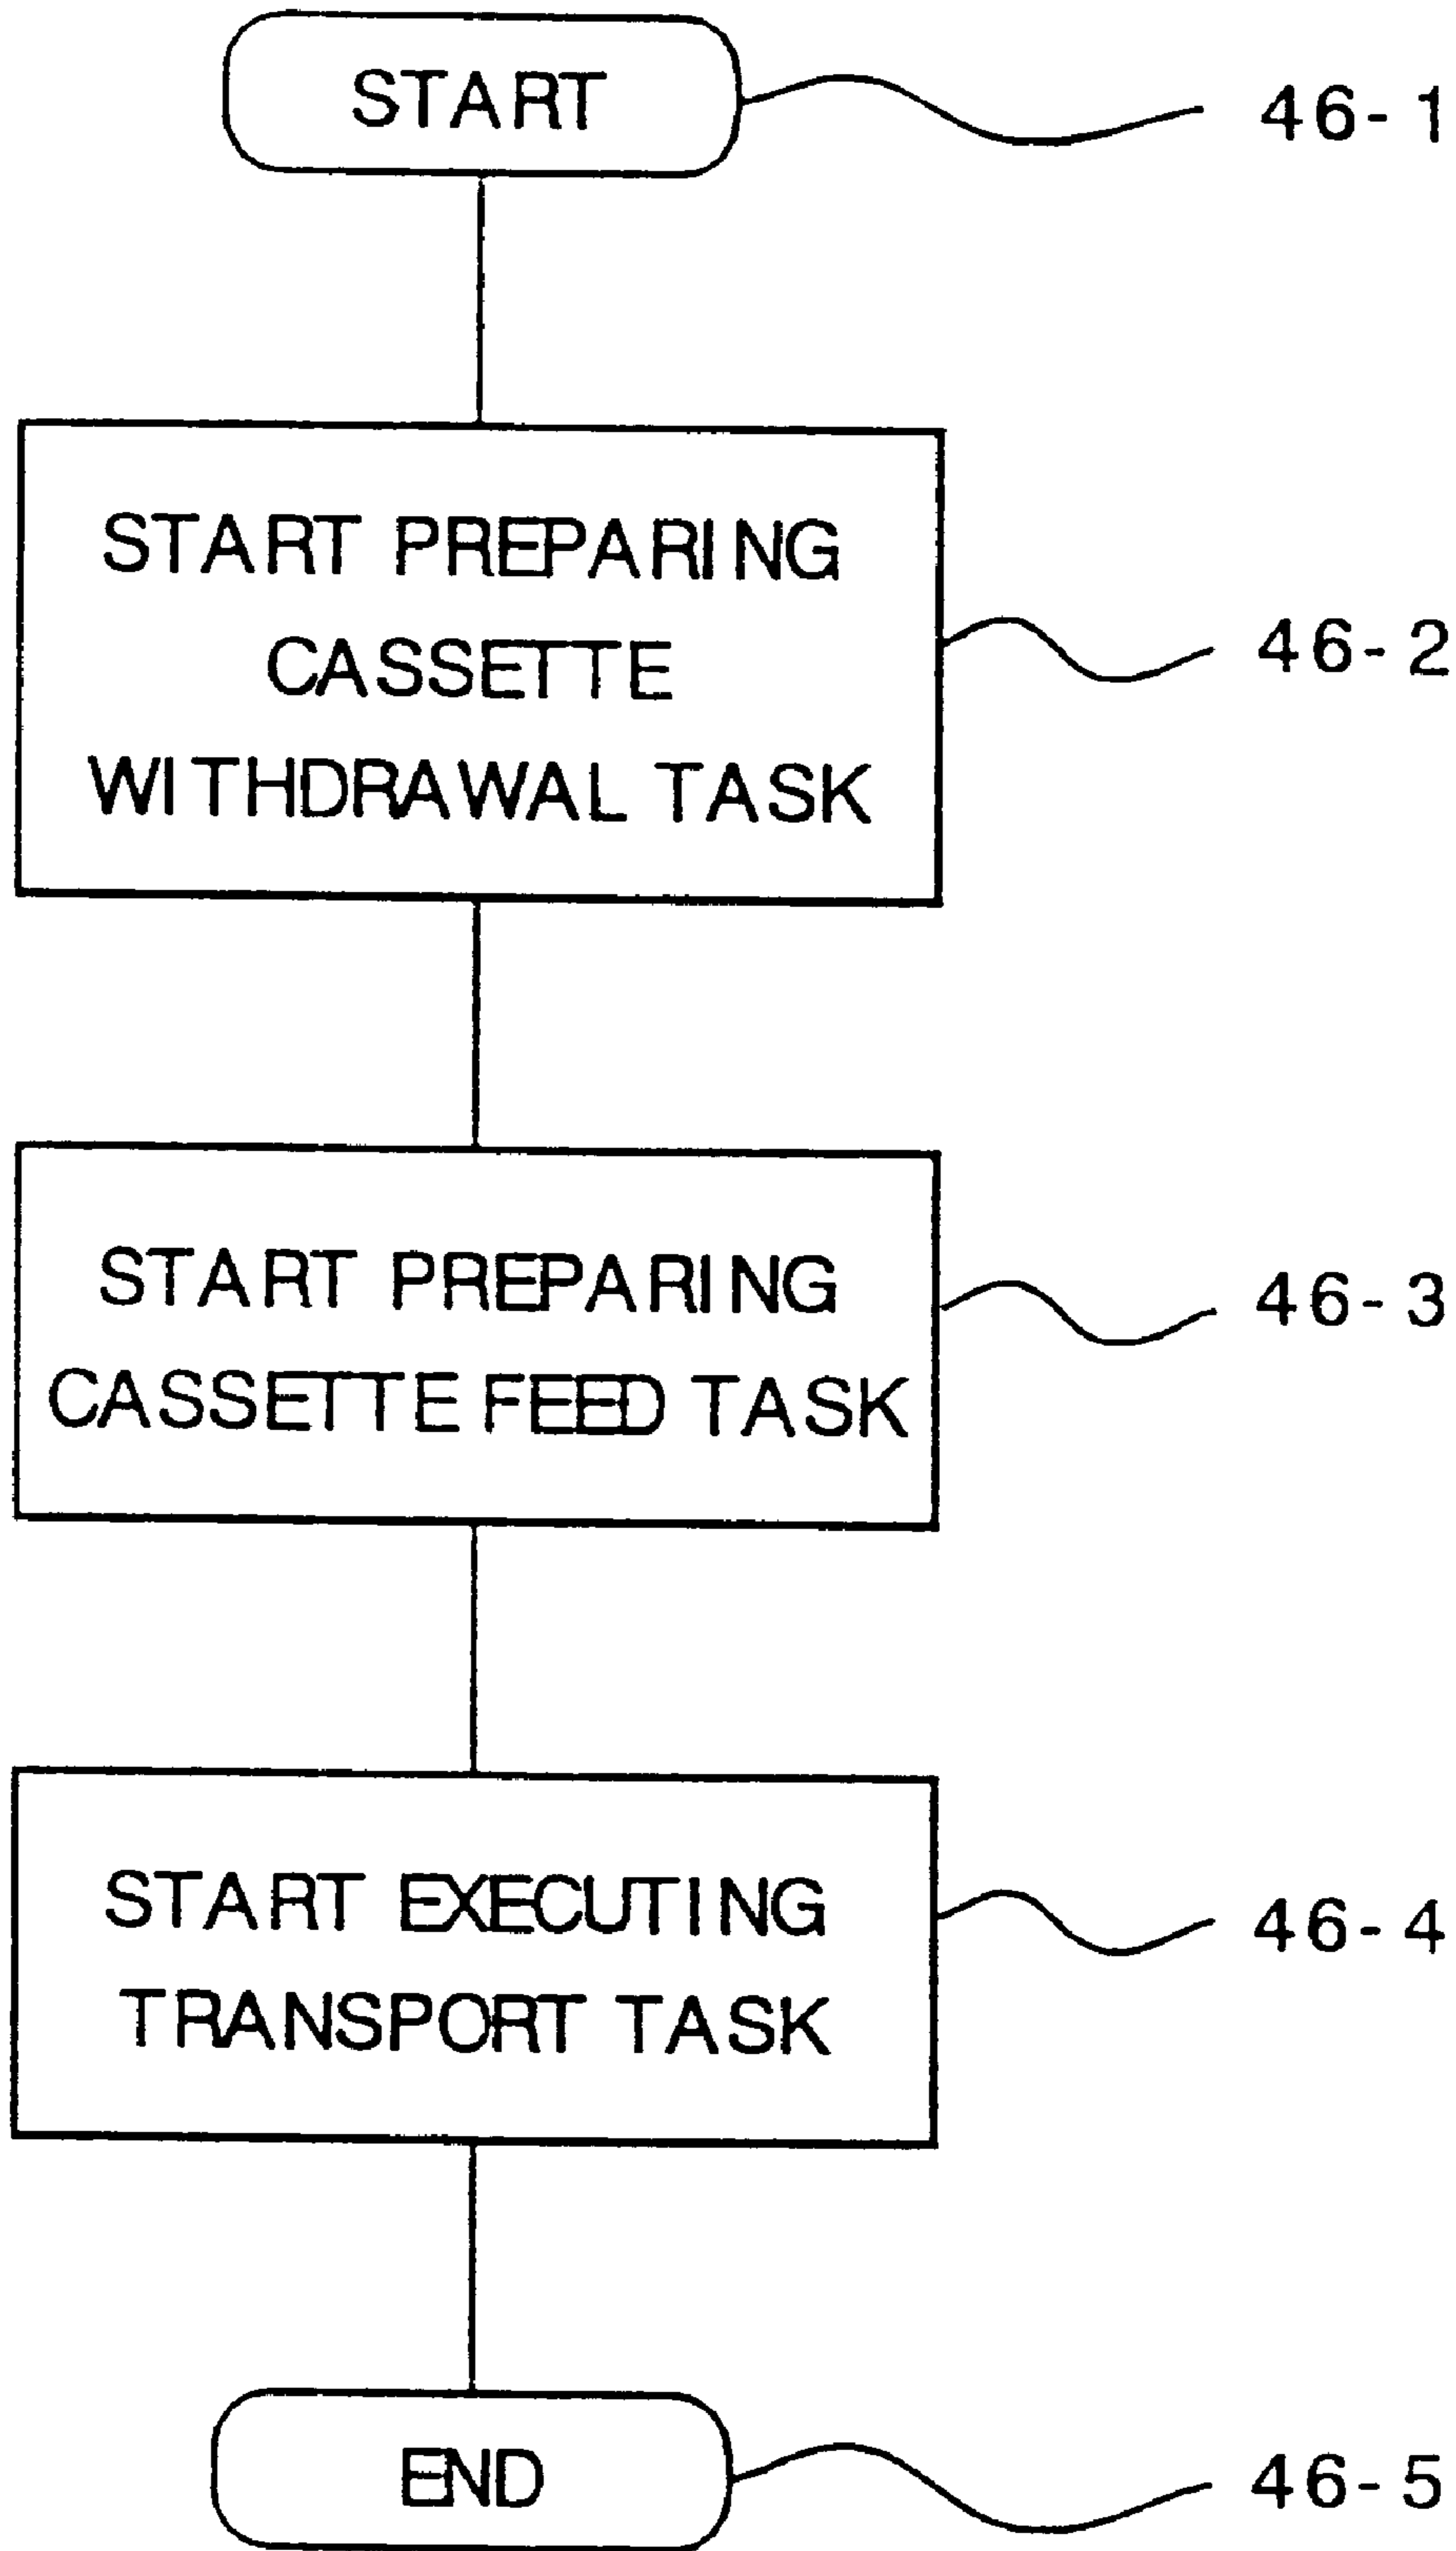 START
46-1
START PREPARING
CASSETTE
WITHDRAWAL TASK
46-2
START PREPARING
CASSETTE FEED TASK
46-3
START EXECUTING
TRANSPORT TASK
46-4
END
46-5